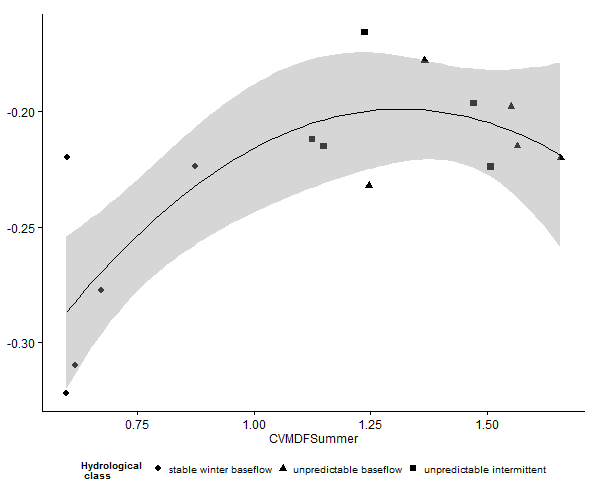 -0.20
-0.25
-0.30
0.75 1.00 1.25 1.50
CVMDFSummer
Hydrological
class
stable winter baseflow unpredictable baseflow unpredictable intermittent